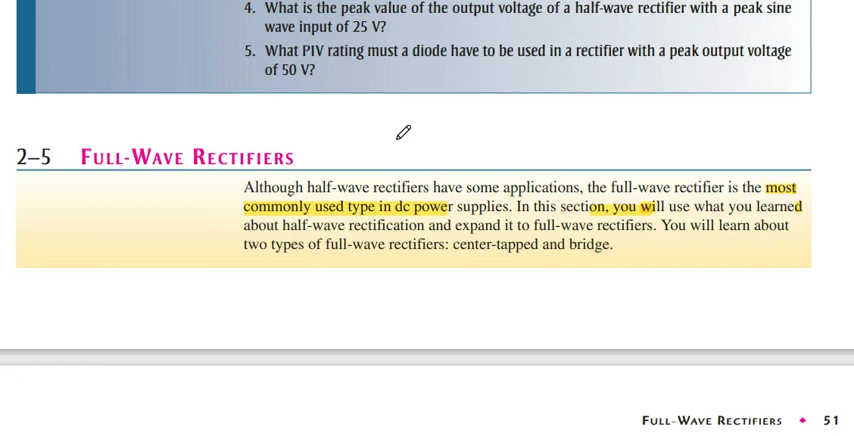 4. What is the peak value of the output voltage of a half-wave rectifier with a peak sine
wave input of 25 V?
5. What PIV rating must a diode have to be used in a rectifier with a peak output voltage
of 50 V?
2–5 FULL-WAVE RECTIFIERS
Although half-wave rectifiers have some applications, the full-wave rectifier is the most
commonly used type in dc power supplies. In this section, you will use what you learned
about half-wave rectification and expand it to full-wave rectifiers. You will learn about
two types of full-wave rectifiers: center-tapped and bridge.
FULL-WAVE RECTIFIERS ◆ 51